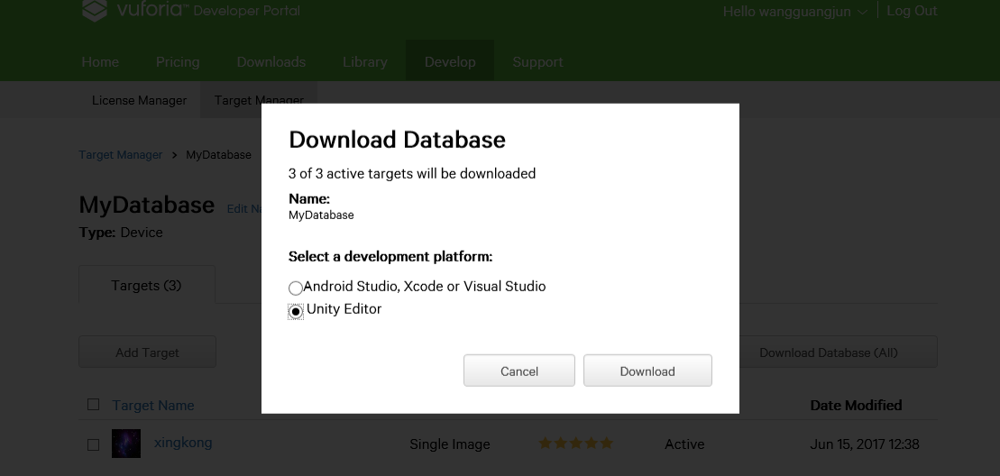 vuforia™ Developer Portal
Hello wangguangjun
Log Out
Home Pricing Downloads Library Develop Support
License Manager Target Manager
Target Manager > MyDatabase
MyDatabase Edit Na
Type: Device
Targets (3)
Add Target
Download Database (All)
Target Name
Date Modified
xingkong Single Image Active Jun 15, 2017 12:38
Download Database
3 of 3 active targets will be downloaded
Name:
MyDatabase
Select a development platform:
Android Studio, Xcode or Visual Studio
Unity Editor
Cancel Download